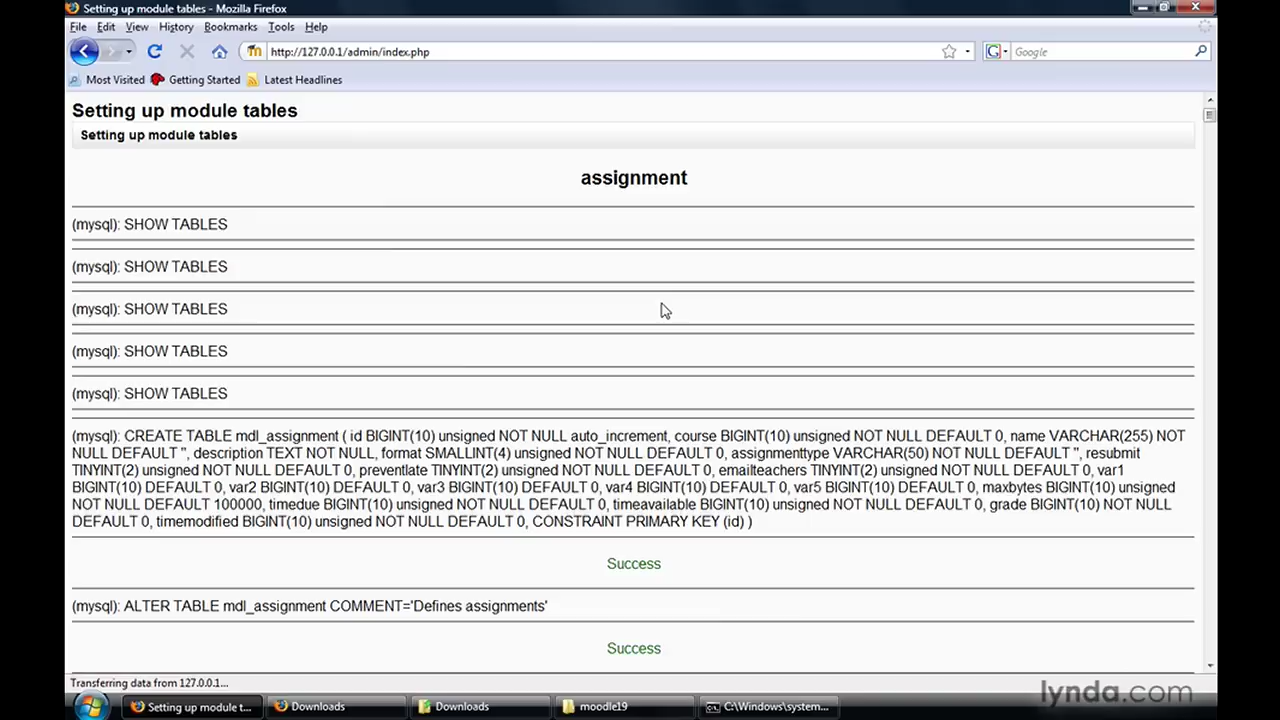 Setting up module tables - Mozilla Firefox
File Edit View History Bookmarks Tools Help
http://127.0.0.1/admin/index.php
Google
Most Visited Getting Started Latest Headlines
Setting up module tables
Setting up module tables
assignment
(mysql): SHOW TABLES
(mysql): SHOW TABLES
(mysql): SHOW TABLES
(mysql): SHOW TABLES
(mysql): SHOW TABLES
(mysql): CREATE TABLE mdl_assignment ( id BIGINT(10) unsigned NOT NULL auto_increment, course BIGINT(10) unsigned NOT NULL DEFAULT 0, name VARCHAR(255) NOT
NULL DEFAULT '', description TEXT NOT NULL, format SMALLINT(4) unsigned NOT NULL DEFAULT 0, assignmenttype VARCHAR(50) NOT NULL DEFAULT '', resubmit
TINYINT(2) unsigned NOT NULL DEFAULT 0, preventlate TINYINT(2) unsigned NOT NULL DEFAULT 0, emailteachers TINYINT(2) unsigned NOT NULL DEFAULT 0, var1
BIGINT(10) DEFAULT 0, var2 BIGINT(10) DEFAULT 0, var3 BIGINT(10) DEFAULT 0, var4 BIGINT(10) DEFAULT 0, var5 BIGINT(10) DEFAULT 0, maxbytes BIGINT(10) unsigned
NOT NULL DEFAULT 100000, timedue BIGINT(10) unsigned NOT NULL DEFAULT 0, timeavailable BIGINT(10) unsigned NOT NULL DEFAULT 0, grade BIGINT(10) NOT NULL
DEFAULT 0, timemodified BIGINT(10) unsigned NOT NULL DEFAULT 0, CONSTRAINT PRIMARY KEY (id) )
Success
(mysql): ALTER TABLE mdl_assignment COMMENT='Defines assignments'
Success
Transferring data from 127.0.0.1...
Setting up module t... Downloads Downloads moodle19 C:\Windows\system...
lynda.com